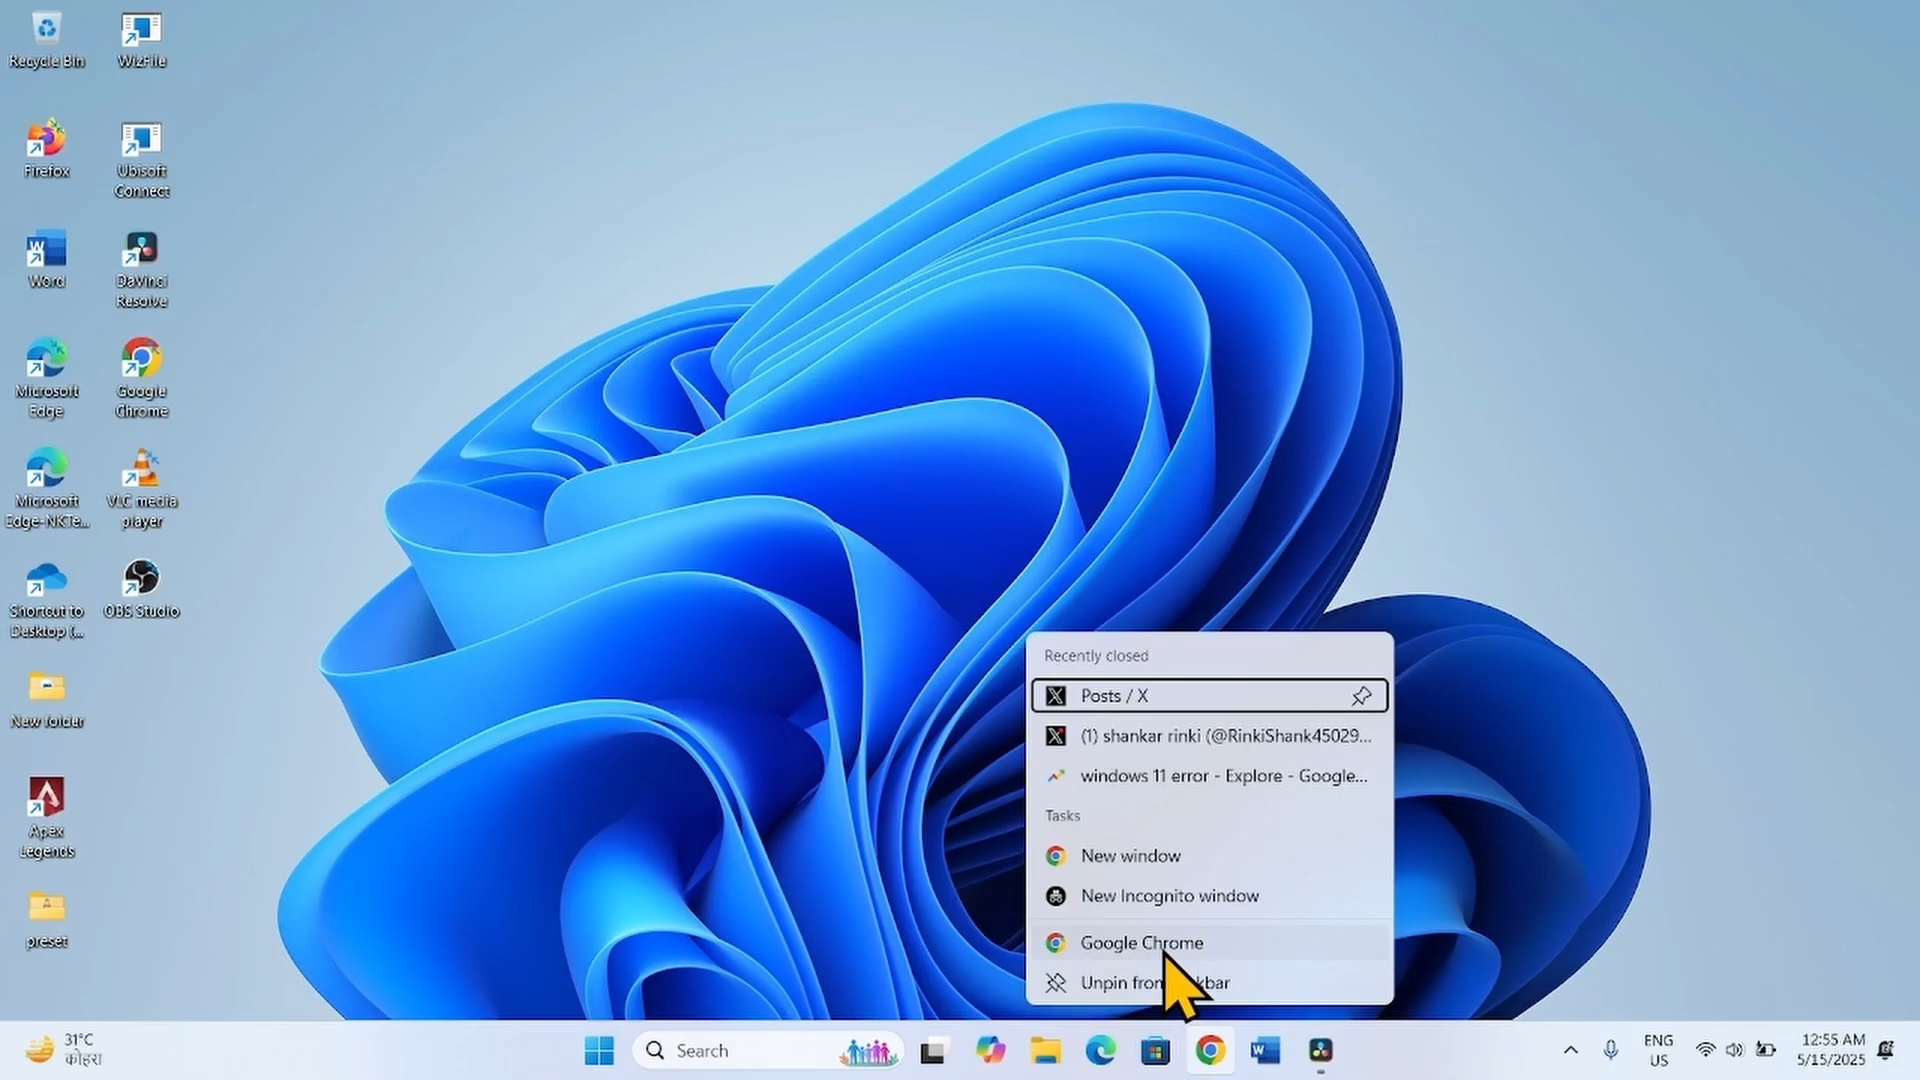 Recycle Bin
WizFile
Firefox
Ubisoft
Connect
Word
DaVinci
Resolve
Microsoft
Edge
Google
Chrome
Microsoft
Edge-NKTe...
VLC media
player
Shortcut to
Desktop (...
OBS Studio
New folder
Apex
Legends
preset
Recently closed
Posts / X
(1) shankar rinki (@RinkiShank45029...
windows 11 error - Explore - Google...
Tasks
New window
New Incognito window
Google Chrome
Unpin from
31°C
कोहरा
Search
ENG
US
12:55 AM
5/15/2025